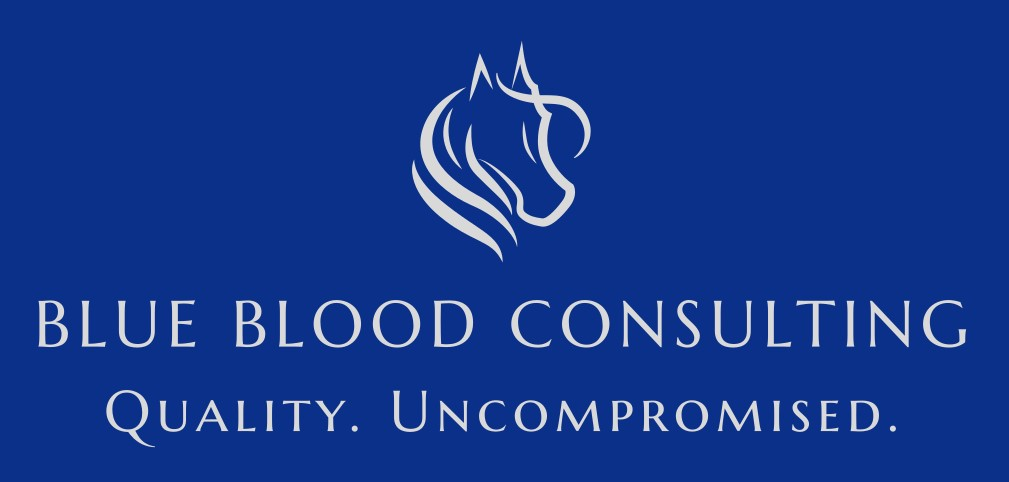 BLUE BLOOD CONSULTING
QUALITY. UNCOMPROMISED.